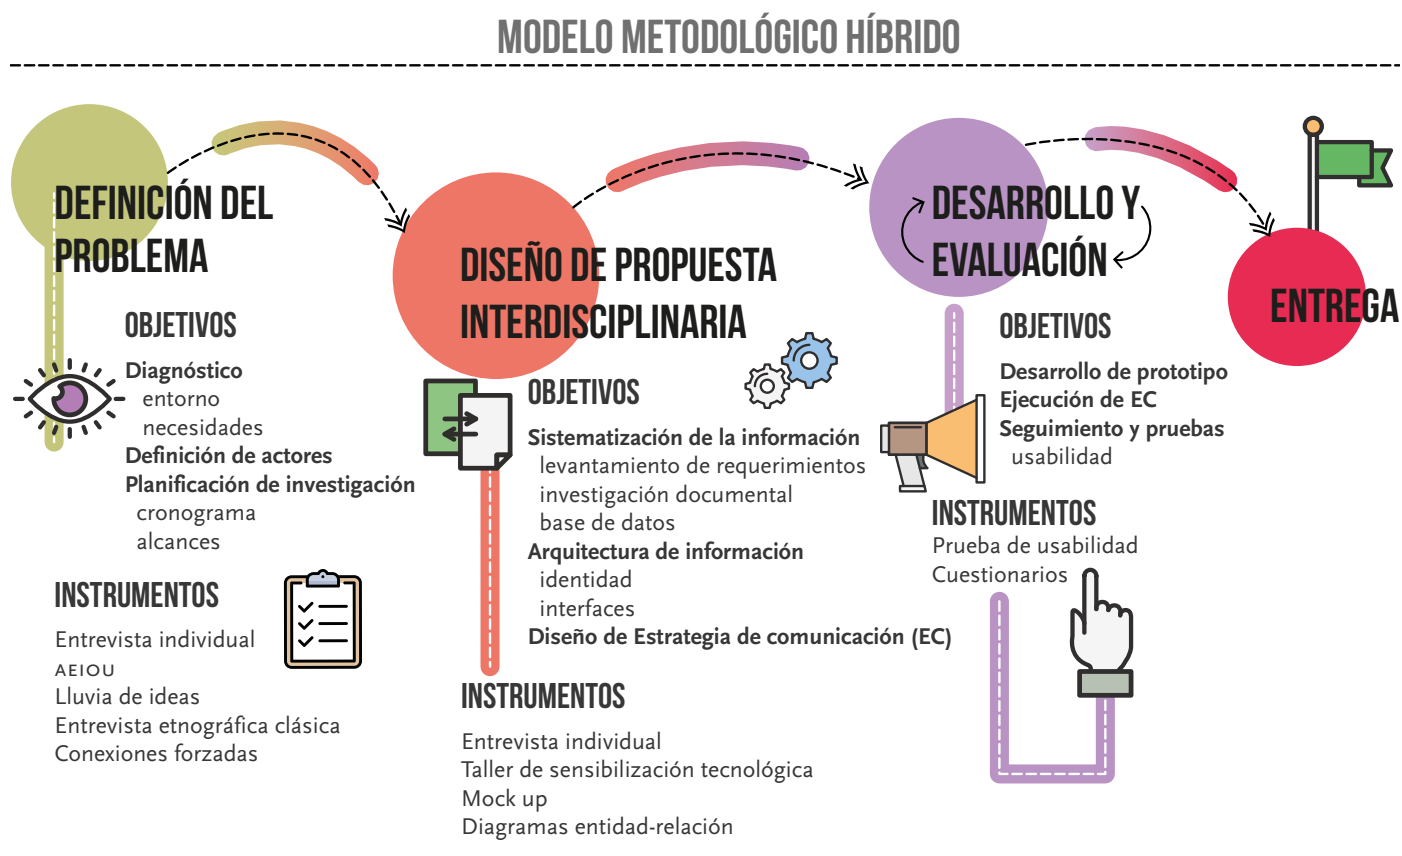 MODELO METODOLÓGICO HÍBRIDO
DEFINICIÓN DEL
PROBLEMA
OBJETIVOS
Diagnóstico
entorno
necesidades
Definición de actores
Planificación de investigación
cronograma
alcances
INSTRUMENTOS
Entrevista individual
AEIOU
Lluvia de ideas
Entrevista etnográfica clásica
Conexiones forzadas
DISEÑO DE PROPUESTA
INTERDISCIPLINARIA
OBJETIVOS
Sistematización de la información
levantamiento de requerimientos
investigación documental
base de datos
Arquitectura de información
identidad
interfaces
Diseño de Estrategia de comunicación (EC)
INSTRUMENTOS
Entrevista individual
Taller de sensibilización tecnológica
Mock up
Diagramas entidad-relación
DESARROLLO Y
EVALUACIÓN
OBJETIVOS
Desarrollo de prototipo
Ejecución de EC
Seguimiento y pruebas
usabilidad
INSTRUMENTOS
Prueba de usabilidad
Cuestionarios
ENTREGA